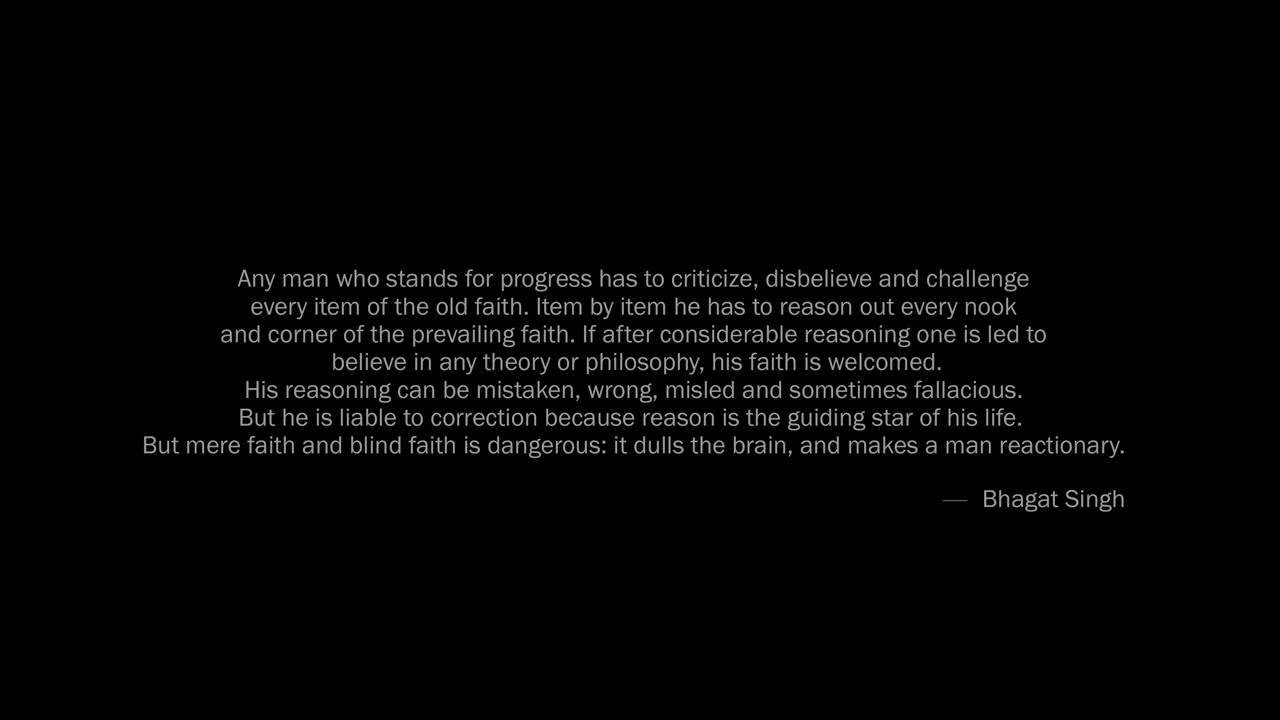 Any man who stands for progress has to criticize, disbelieve and challenge
every item of the old faith. Item by item he has to reason out every nook
and corner of the prevailing faith. If after considerable reasoning one is led to
believe in any theory or philosophy, his faith is welcomed.
His reasoning can be mistaken, wrong, misled and sometimes fallacious.
But he is liable to correction because reason is the guiding star of his life.
But mere faith and blind faith is dangerous: it dulls the brain, and makes a man reactionary.
— Bhagat Singh